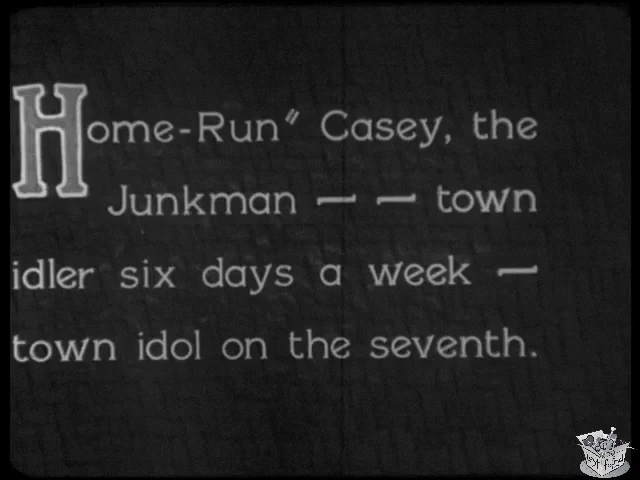 Home-Run" Casey, the
Junkman — — town
idler six days a week —
town idol on the seventh.